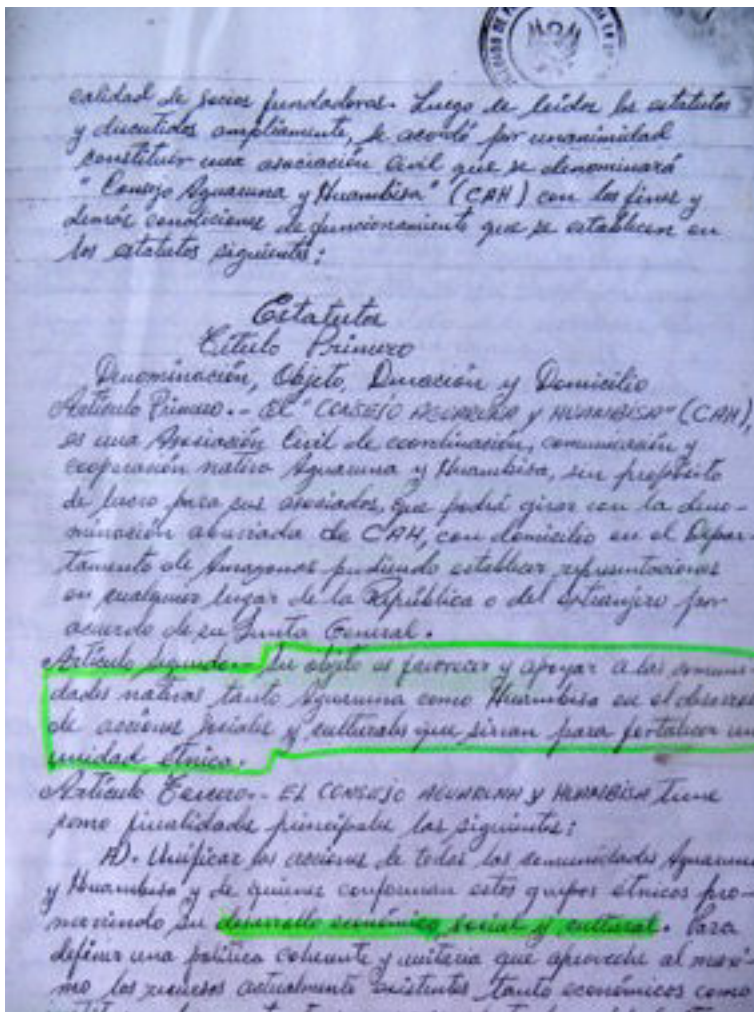 calidad de socios fundadores. Luego de leidos los estatutos
y discutidos ampliamente, se acordó por unanimidad
constituir una asociación civil que se denominará
"Consejo Aguaruna y Huambisa" (CAH) con los fines y
demás condiciones de funcionamiento que se establecen en
los estatutos siguientes:
Estatutos
Título Primero
Denominación, Objeto, Duración y Domicilio
Artículo Primero.- El "CONSEJO AGUARUNA Y HUAMBISA" (CAH),
es una Asociación Civil de coordinación, comunicación y
cooperación nativa Aguaruna y Huambisa, sin propósito
de lucro para sus asociados, que podrá girar con la deno-
minación abreviada de CAH, con domicilio en el Depar-
tamento de Amazonas pudiendo establecer representaciones
en cualquier lugar de la República o del extranjero por
acuerdo de su Junta General.
Artículo Segundo.- Su objeto es favorecer y apoyar a las comuni-
dades nativas tanto Aguaruna como Huambisa en el
de acciones sociales y culturales que sirvan para fortalecer
unidad étnica.
Artículo Tercero.- EL CONSEJO AGUARUNA Y HUAMBISA tiene
como finalidades principales las siguientes:
A). Unificar las acciones de todas las comunidades Aguaruna
y Huambisa y de quienes conforman estos grupos étnicos pro-
moviendo su desarrollo económico, social y cultural. Para
definir una política coherente y unitaria que aproveche al máxi-
mo los recursos actualmente existentes tanto económicos como